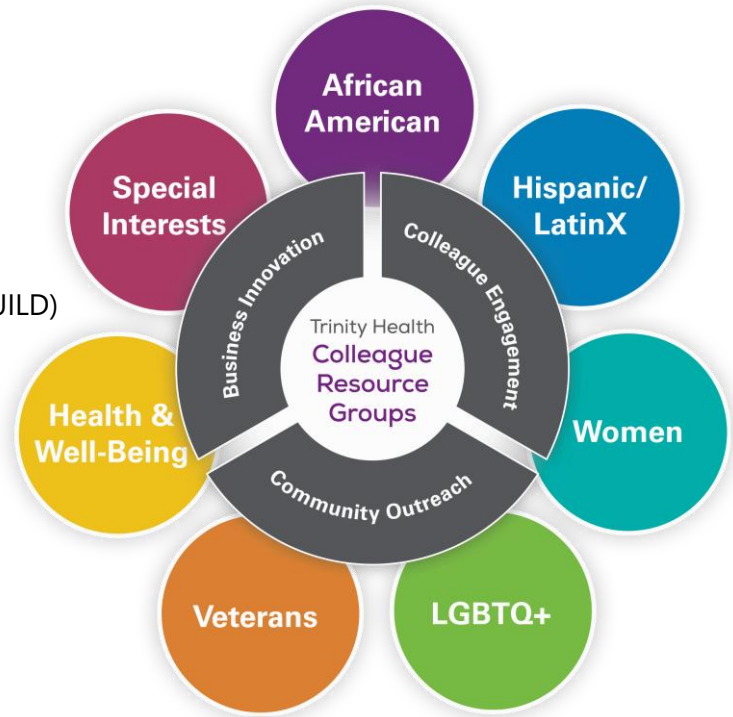 African
American
Special
Interests
Hispanic/
LatinX
Business Innovation
Colleague Engagement
UILD)
Trinity Health
Colleague
Resource
Groups
Health &
Well-Being
Women
Community Outreach
Veterans
LGBTQ+